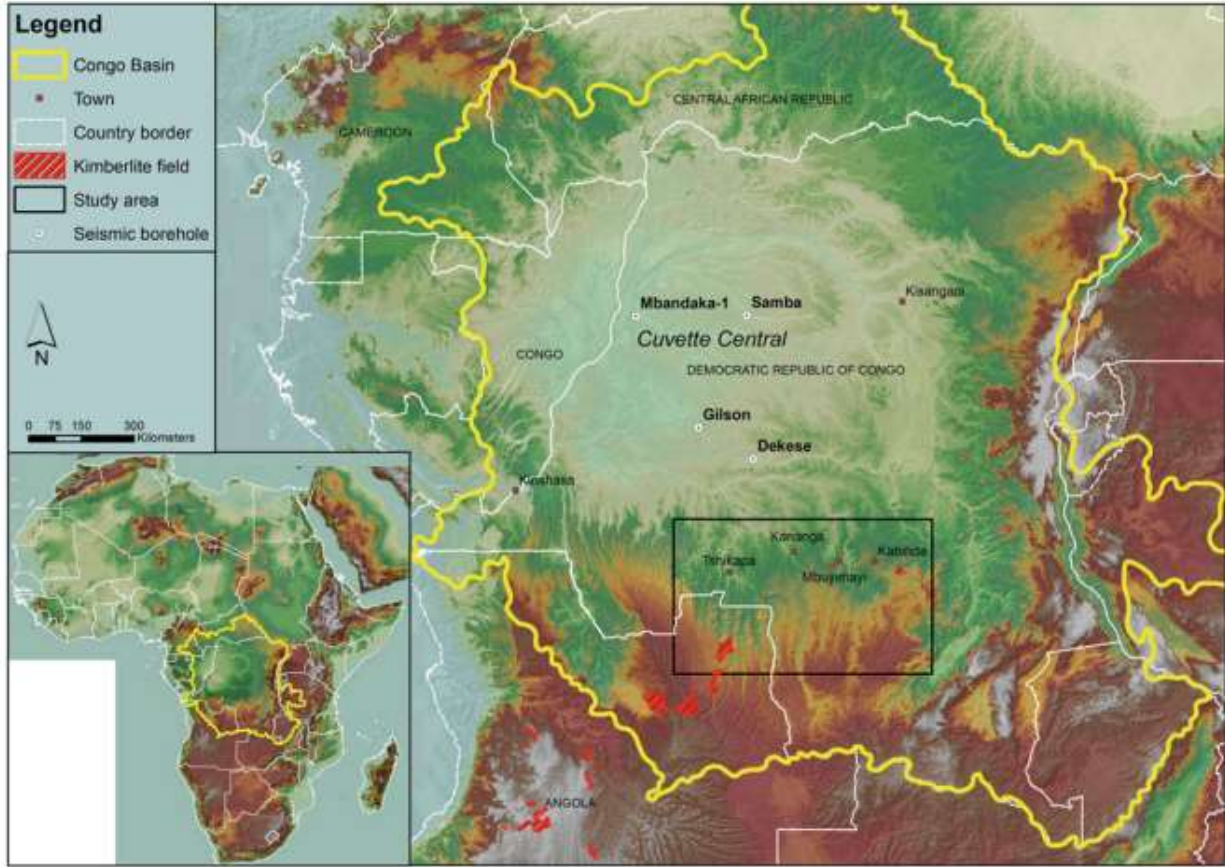 Legend
Congo Basin
Town
Country border
Kimberlite field
Study area
Seismic borehole
N
0 75 150 300
Kilometers
CENTRAL AFRICAN REPUBLIC
CAMEROON
Kisangani
Mbandaka-1 Samba
Cuvette Central
CONGO
DEMOCRATIC REPUBLIC OF CONGO
Gilson
Dekese
Kinshasa
Kananga
Tshikapa
Mbujimayi
Kabinda
ANGOLA